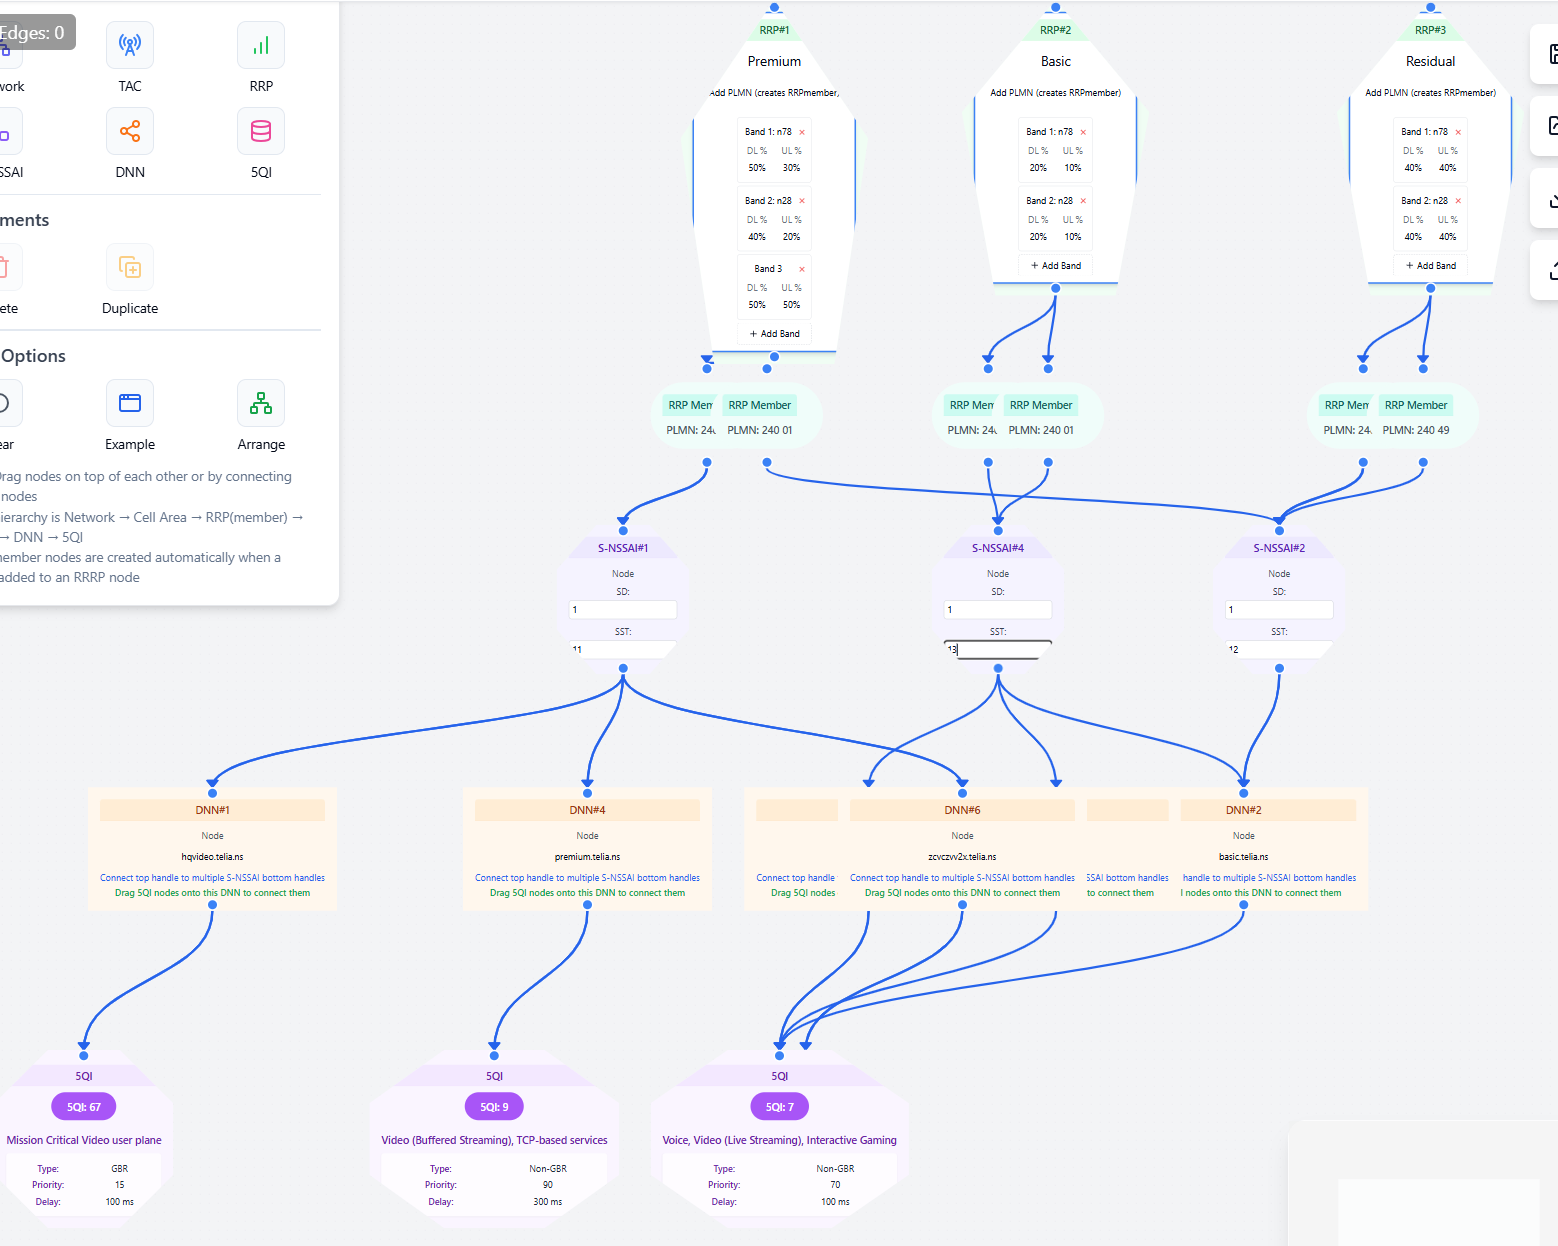 Edges: 0
work
TAC
RRP
SSAI
DNN
5QI
ments
ete
Duplicate
Options
ear
Example
Arrange
Drag nodes on top of each other or by connecting
nodes
ierarchy is Network → Cell Area → RRP(member) →
→ DNN → 5QI
nember nodes are created automatically when a
added to an RRRP node
RRP#1
Premium
Add PLMN (creates RRPmember)
Band 1: n78 ×
DL % UL %
50% 30%
Band 2: n28 ×
DL % UL %
40% 20%
Band 3 ×
DL % UL %
50% 50%
+ Add Band
RRP#2
Basic
Add PLMN (creates RRPmember)
Band 1: n78 ×
DL % UL %
20% 10%
Band 2: n28 ×
DL % UL %
20% 10%
+ Add Band
RRP#3
Residual
Add PLMN (creates RRPmember)
Band 1: n78 ×
DL % UL %
40% 40%
Band 2: n28 ×
DL % UL %
40% 40%
+ Add Band
RRP Mem
PLMN: 24
RRP Member
PLMN: 240 01
RRP Mem
PLMN: 24
RRP Member
PLMN: 240 01
RRP Mem
PLMN: 24
RRP Member
PLMN: 240 49
S-NSSAI#1
Node
SD:
1
SST:
11
S-NSSAI#4
Node
SD:
1
SST:
13
S-NSSAI#2
Node
SD:
1
SST:
12
DNN#1
Node
hqvideo.telia.ns
Connect top handle to multiple S-NSSAI bottom handles
Drag 5QI nodes onto this DNN to connect them
DNN#4
Node
premium.telia.ns
Connect top handle to multiple S-NSSAI bottom handles
Drag 5QI nodes onto this DNN to connect them
Connect top handle
Drag 5QI nodes
DNN#6
Node
zcvczvv2x.telia.ns
Connect top handle to multiple S-NSSAI bottom handles
Drag 5QI nodes onto this DNN to connect them
SSAI bottom handles
to connect them
DNN#2
Node
basic.telia.ns
handle to multiple S-NSSAI bottom handles
I nodes onto this DNN to connect them
5QI
5QI: 67
Mission Critical Video user plane
Type: GBR
Priority: 15
Delay: 100 ms
5QI
5QI: 9
Video (Buffered Streaming), TCP-based services
Type: Non-GBR
Priority: 90
Delay: 300 ms
5QI
5QI: 7
Voice, Video (Live Streaming), Interactive Gaming
Type: Non-GBR
Priority: 70
Delay: 100 ms